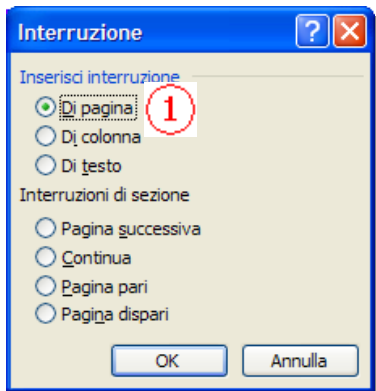 Interruzione
Inserisci interruzione
Di pagina 1
Di colonna
Di testo
Interruzioni di sezione
Pagina successiva
Continua
Pagina pari
Pagina dispari
OK Annulla